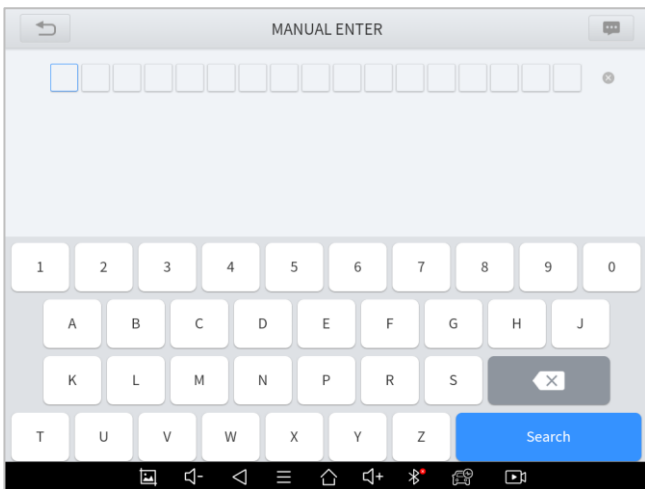 MANUAL ENTER
1 2 3 4 5 6 7 8 9 0
A B C D E F G H J
K L M N P R S
T U V W X Y Z Search